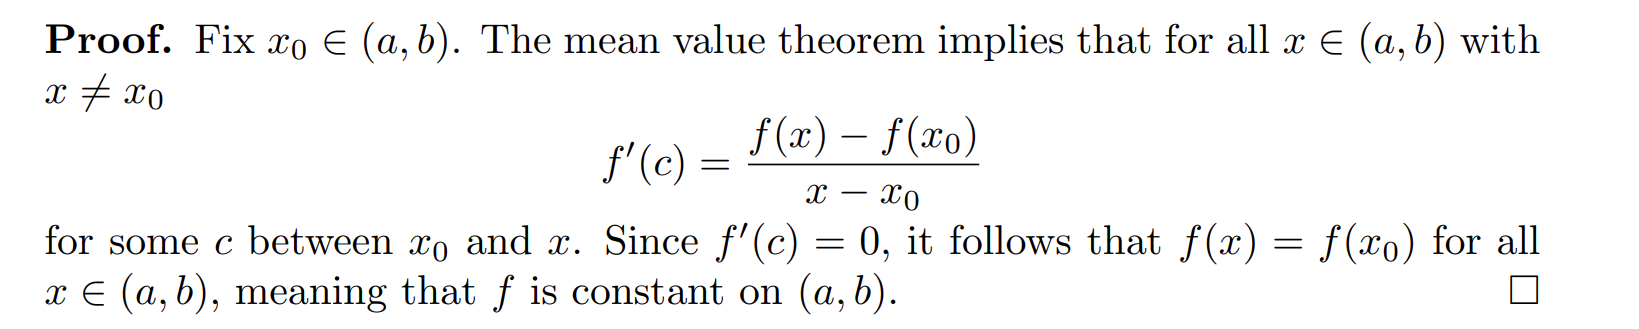 Proof. Fix x₀ ∈ (a, b). The mean value theorem implies that for all x ∈ (a, b) with
x ≠ x₀
f′(c) = \frac{f(x) − f(x₀)}{x − x₀}
for some c between x₀ and x. Since f′(c) = 0, it follows that f(x) = f(x₀) for all
x ∈ (a, b), meaning that f is constant on (a, b). □